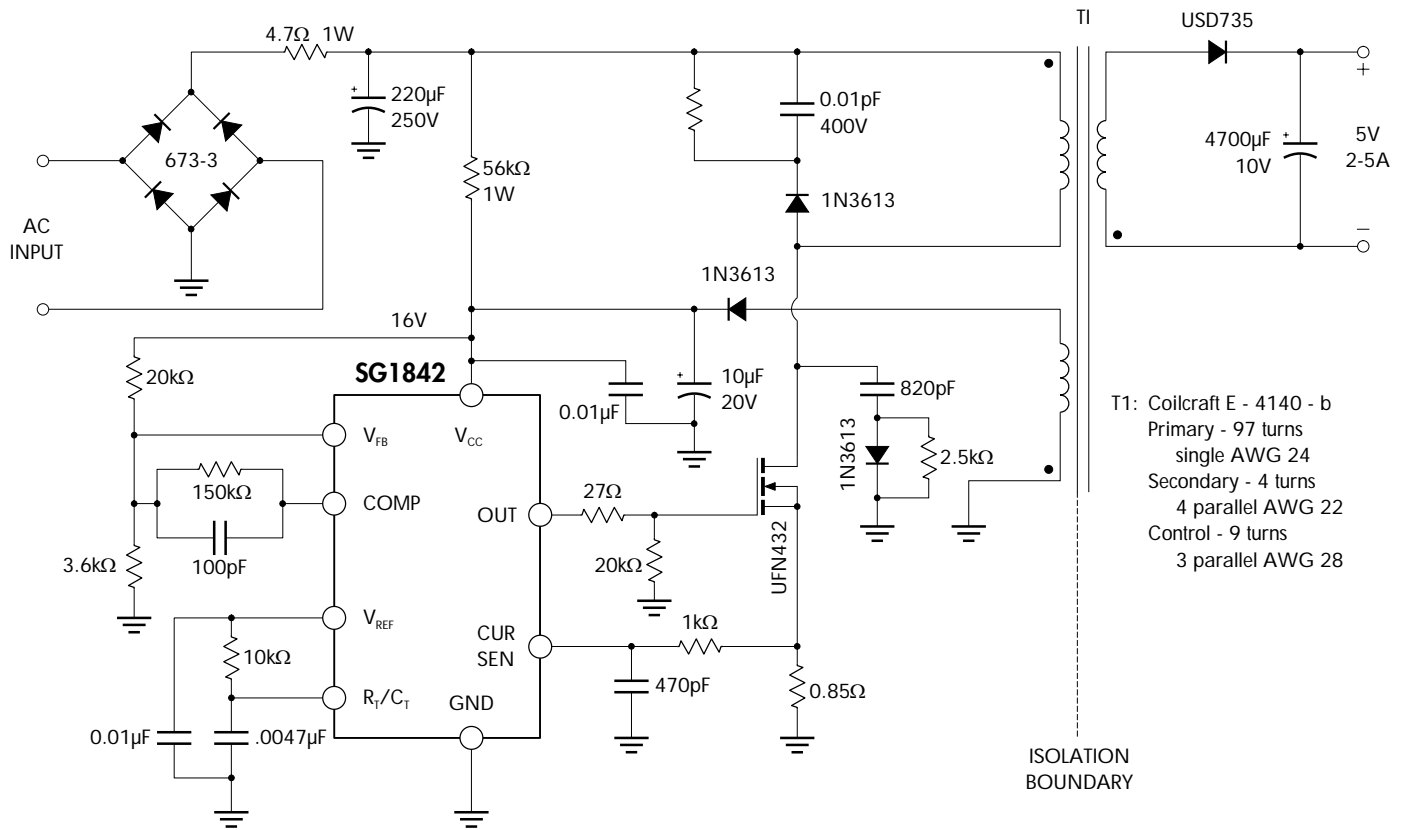 4.7Ω 1W
TI
USD735
+
220µF
250V
0.01pF
400V
673-3
56kΩ
1W
4700µF
10V
+
5V
2-5A
+
1N3613
AC
INPUT
1N3613
−
16V
SG1842
20kΩ
10µF
20V
+
0.01µF
820pF
1N3613
2.5kΩ
T1: Coilcraft E - 4140 - b
Primary - 97 turns
single AWG 24
Secondary - 4 turns
4 parallel AWG 22
Control - 9 turns
3 parallel AWG 28
VFB
VCC
150kΩ
COMP
100pF
27Ω
OUT
UFN432
20kΩ
3.6kΩ
VREF
1kΩ
CUR
SEN
10kΩ
470pF
0.85Ω
RT/CT
GND
0.01µF
.0047µF
ISOLATION
BOUNDARY